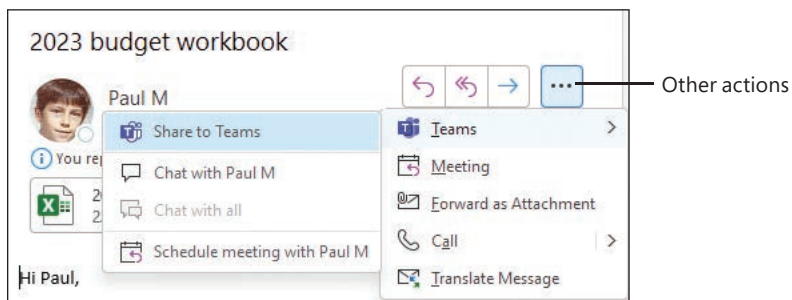 2023 budget workbook
Paul M
Other actions
Share to Teams
Teams
You re
Chat with Paul M
Meeting
Chat with all
Forward as Attachment
Schedule meeting with Paul M
Call
Translate Message
Hi Paul,